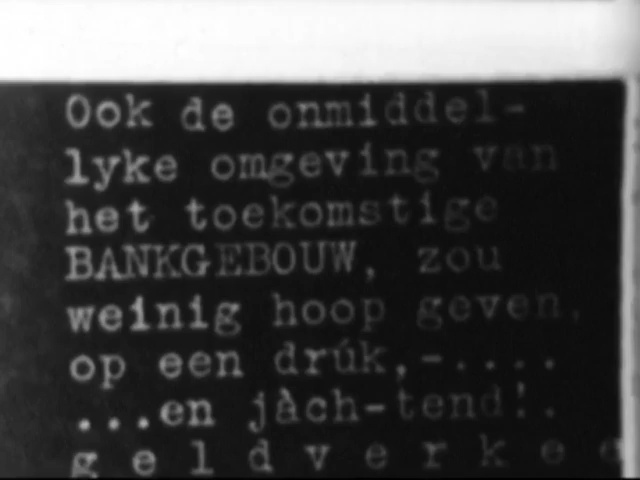 Ook de onmiddel-
lyke omgeving van
het toekomstige
BANKGEBOUW, zou
weinig hoop geven,
op een drúk,-....
...en jàch-tend!.
g e l d v e r k e e